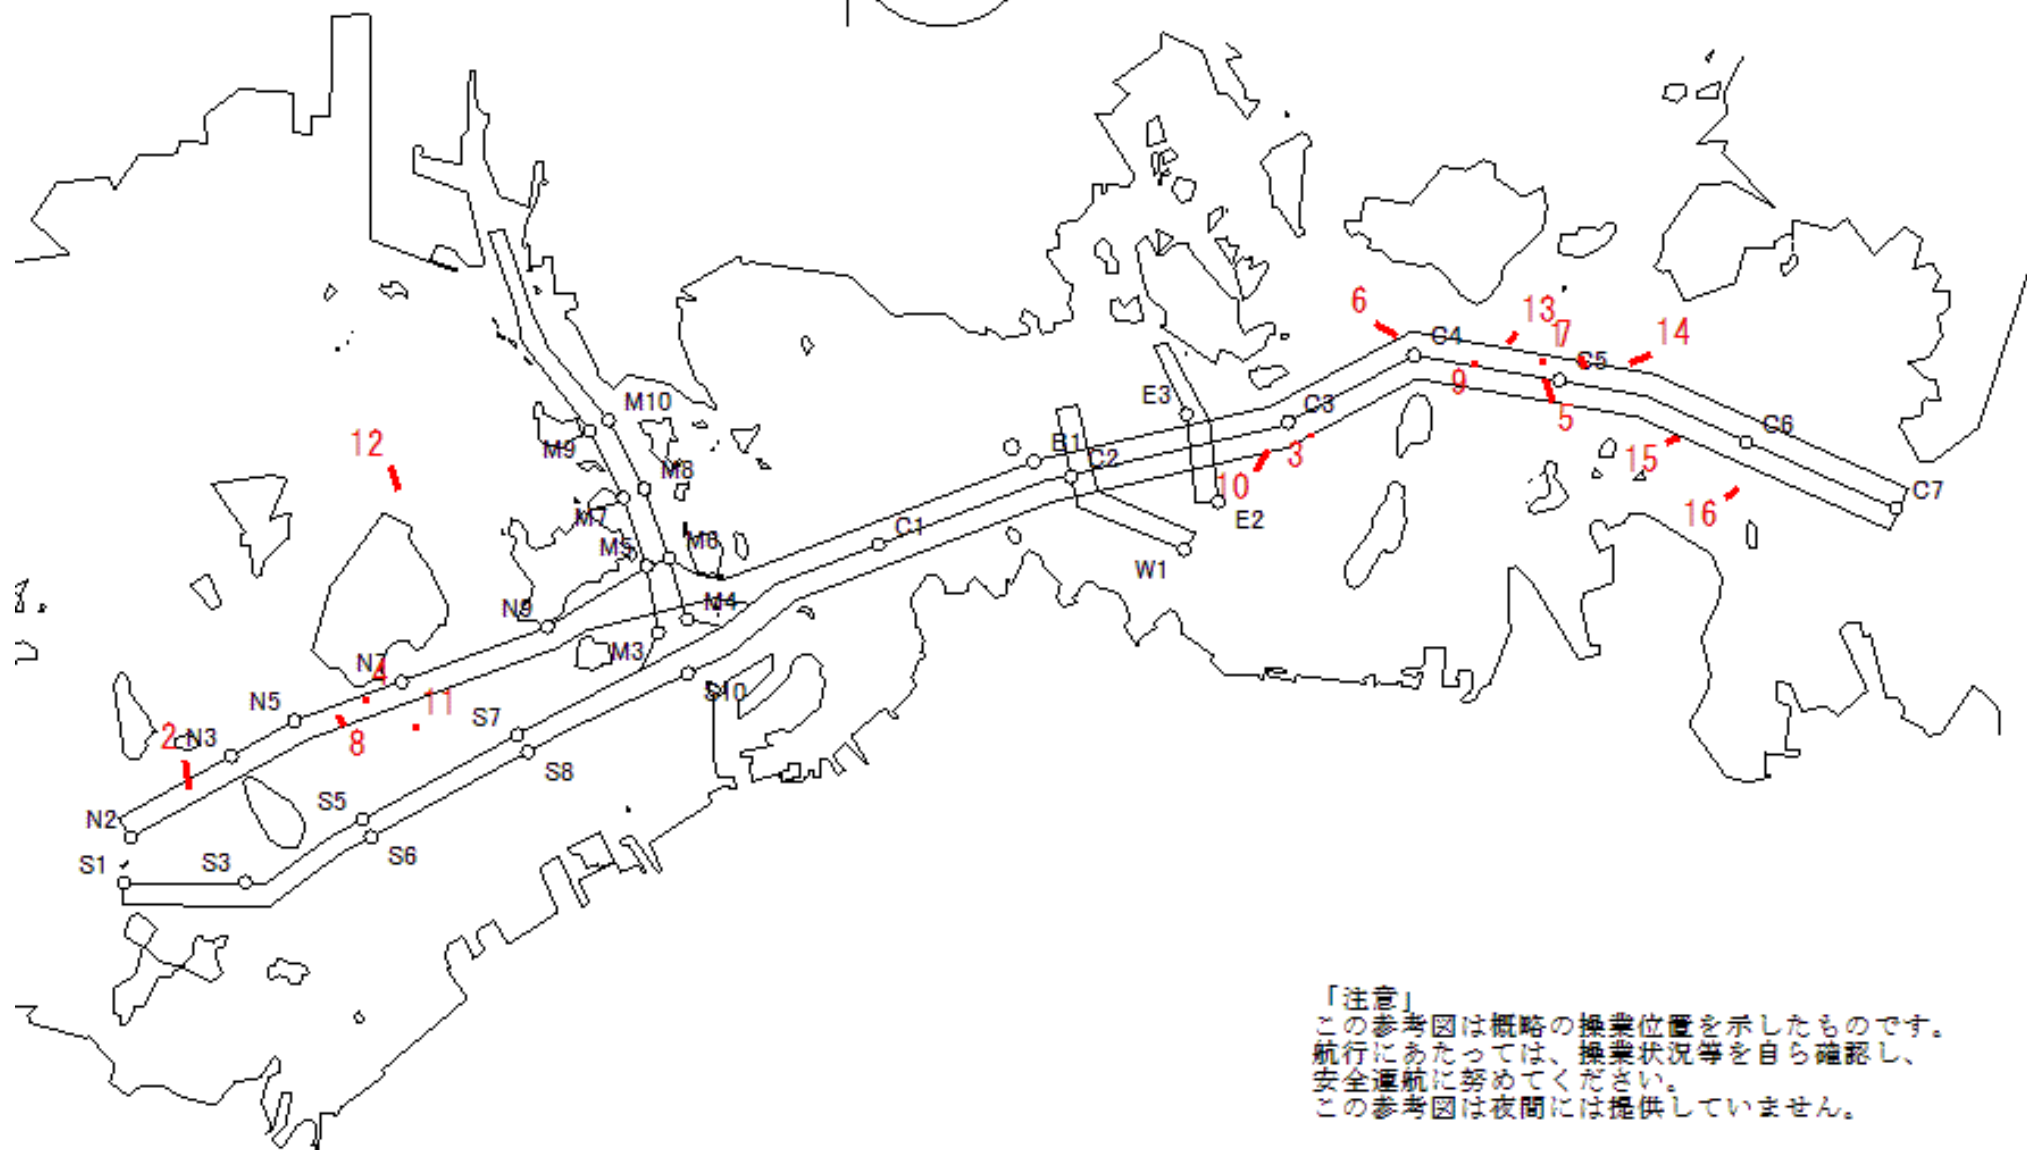 13
6
1
7
14
C4
C5
9
E3
M10
C3
5
C6
12
M9
B1
3
15
M8
C2
10
C7
E2
16
M7
C1
M5
M6
W1
N9
M4
M3
N7
4
S10
N5
11
S7
2
N3
8
S8
S5
N2
S6
S1
S3
「注意」
この参考図は概略の操業位置を示したものです。
航行にあたっては、操業状況等を自ら確認し、
安全運航に努めてください。
この参考図は夜間には提供していません。